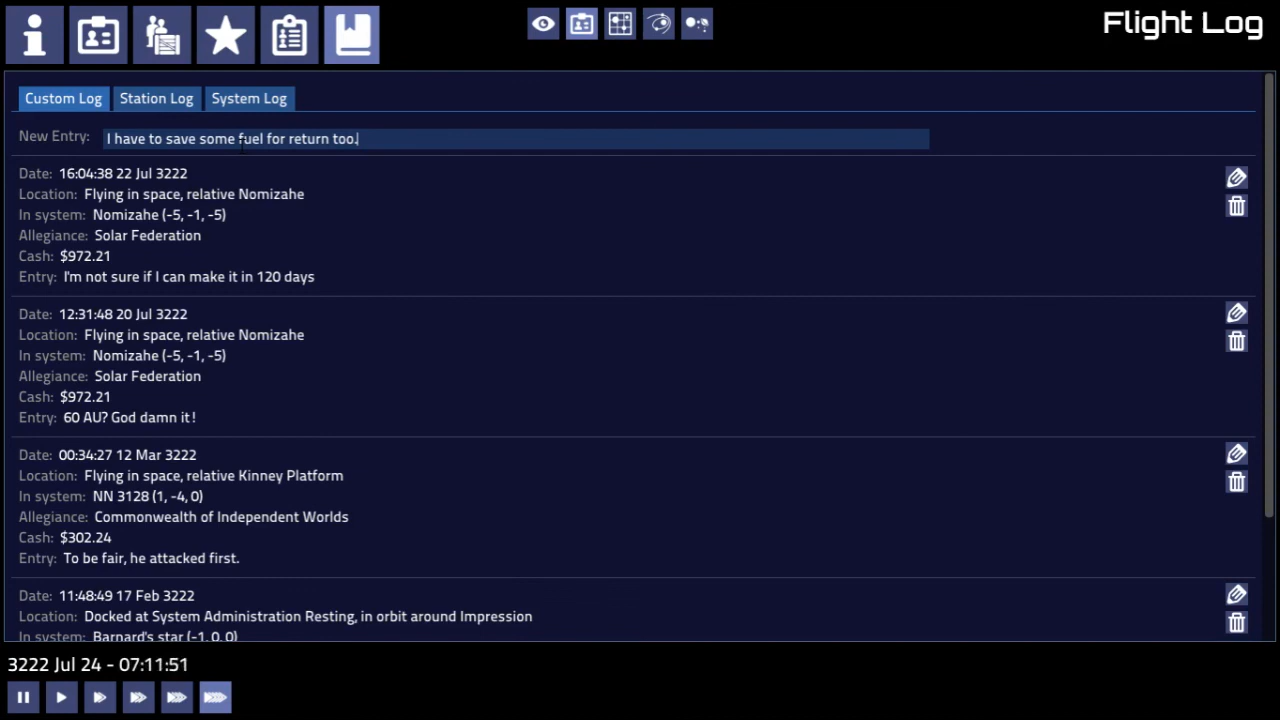 Flight Log
Custom Log Station Log System Log
New Entry: I have to save some fuel for return too.
Date: 16:04:38 22 Jul 3222
Location: Flying in space, relative Nomizahe
In system: Nomizahe (-5, -1, -5)
Allegiance: Solar Federation
Cash: $972.21
Entry: I'm not sure if I can make it in 120 days
Date: 12:31:48 20 Jul 3222
Location: Flying in space, relative Nomizahe
In system: Nomizahe (-5, -1, -5)
Allegiance: Solar Federation
Cash: $972.21
Entry: 60 AU? God damn it!
Date: 00:34:27 12 Mar 3222
Location: Flying in space, relative Kinney Platform
In system: NN 3128 (1, -4, 0)
Allegiance: Commonwealth of Independent Worlds
Cash: $302.24
Entry: To be fair, he attacked first.
Date: 11:48:49 17 Feb 3222
Location: Docked at System Administration Resting, in orbit around Impression
In system: Barnard's star (-1, 0, 0)
3222 Jul 24 - 07:11:51